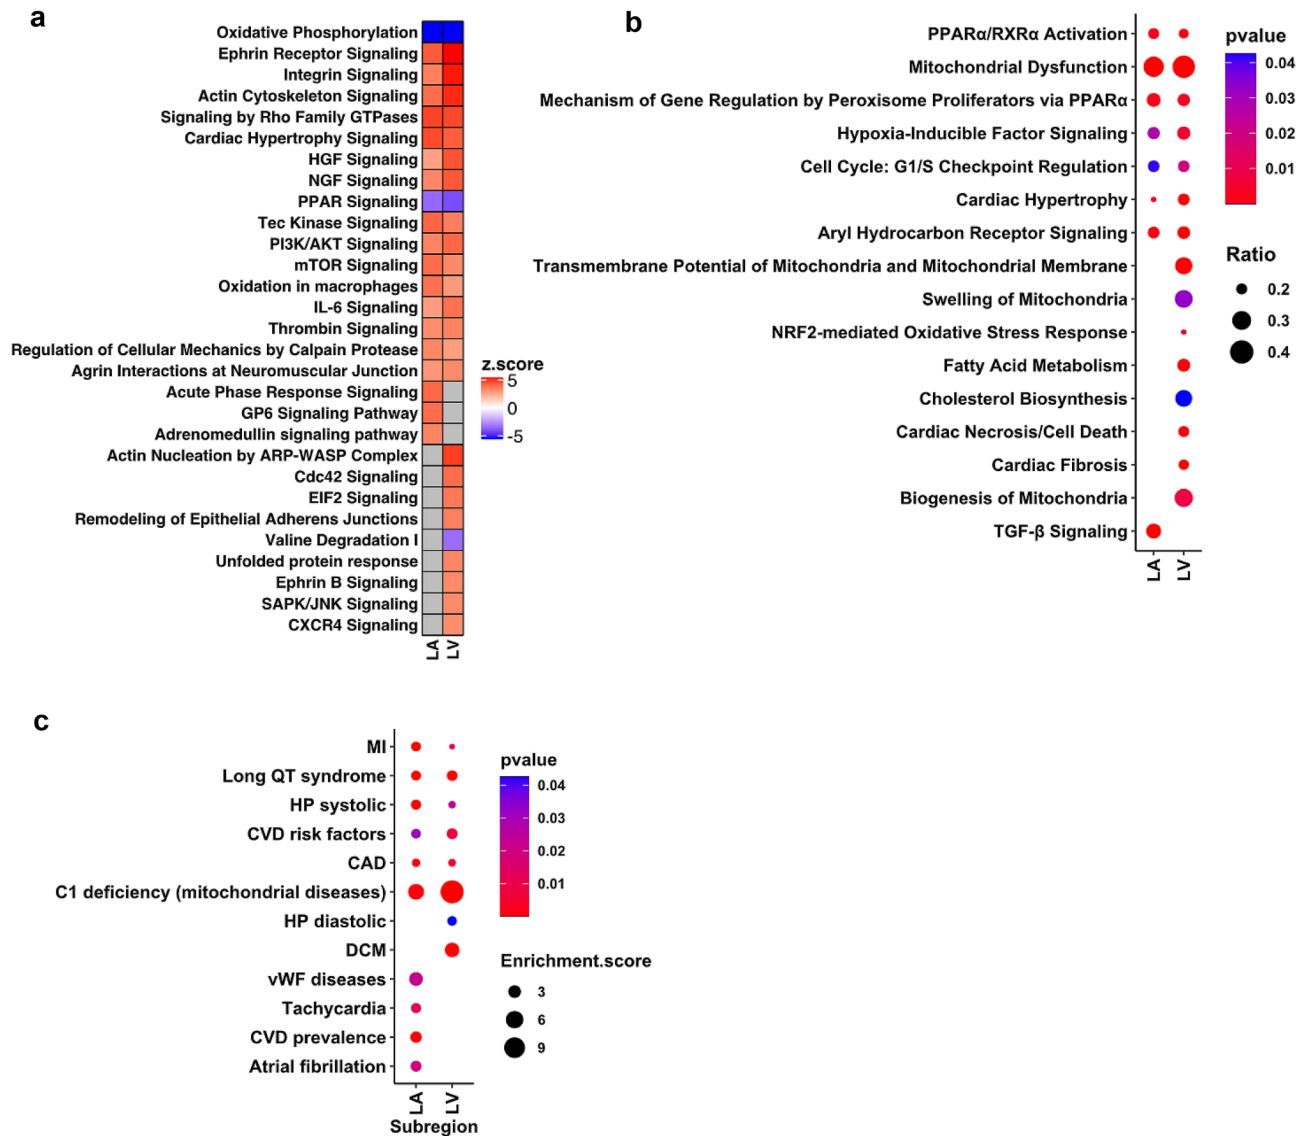 a
Oxidative Phosphorylation
Ephrin Receptor Signaling
Integrin Signaling
Actin Cytoskeleton Signaling
Signaling by Rho Family GTPases
Cardiac Hypertrophy Signaling
HGF Signaling
NGF Signaling
PPAR Signaling
Tec Kinase Signaling
PI3K/AKT Signaling
mTOR Signaling
Oxidation in macrophages
IL-6 Signaling
Thrombin Signaling
Regulation of Cellular Mechanics by Calpain Protease
Agrin Interactions at Neuromuscular Junction
Acute Phase Response Signaling
GP6 Signaling Pathway
Adrenomedullin signaling pathway
Actin Nucleation by ARP-WASP Complex
Cdc42 Signaling
EIF2 Signaling
Remodeling of Epithelial Adherens Junctions
Valine Degradation I
Unfolded protein response
Ephrin B Signaling
SAPK/JNK Signaling
CXCR4 Signaling
LA
LV
z.score
5
0
-5
b
PPARα/RXRα Activation
Mitochondrial Dysfunction
Mechanism of Gene Regulation by Peroxisome Proliferators via PPARα
Hypoxia-Inducible Factor Signaling
Cell Cycle: G1/S Checkpoint Regulation
Cardiac Hypertrophy
Aryl Hydrocarbon Receptor Signaling
Transmembrane Potential of Mitochondria and Mitochondrial Membrane
Swelling of Mitochondria
NRF2-mediated Oxidative Stress Response
Fatty Acid Metabolism
Cholesterol Biosynthesis
Cardiac Necrosis/Cell Death
Cardiac Fibrosis
Biogenesis of Mitochondria
TGF-β Signaling
LA
LV
pvalue
0.04
0.03
0.02
0.01
Ratio
0.2
0.3
0.4
c
MI
Long QT syndrome
HP systolic
CVD risk factors
CAD
C1 deficiency (mitochondrial diseases)
HP diastolic
DCM
vWF diseases
Tachycardia
CVD prevalence
Atrial fibrillation
LA
LV
Subregion
pvalue
0.04
0.03
0.02
0.01
Enrichment.score
3
6
9